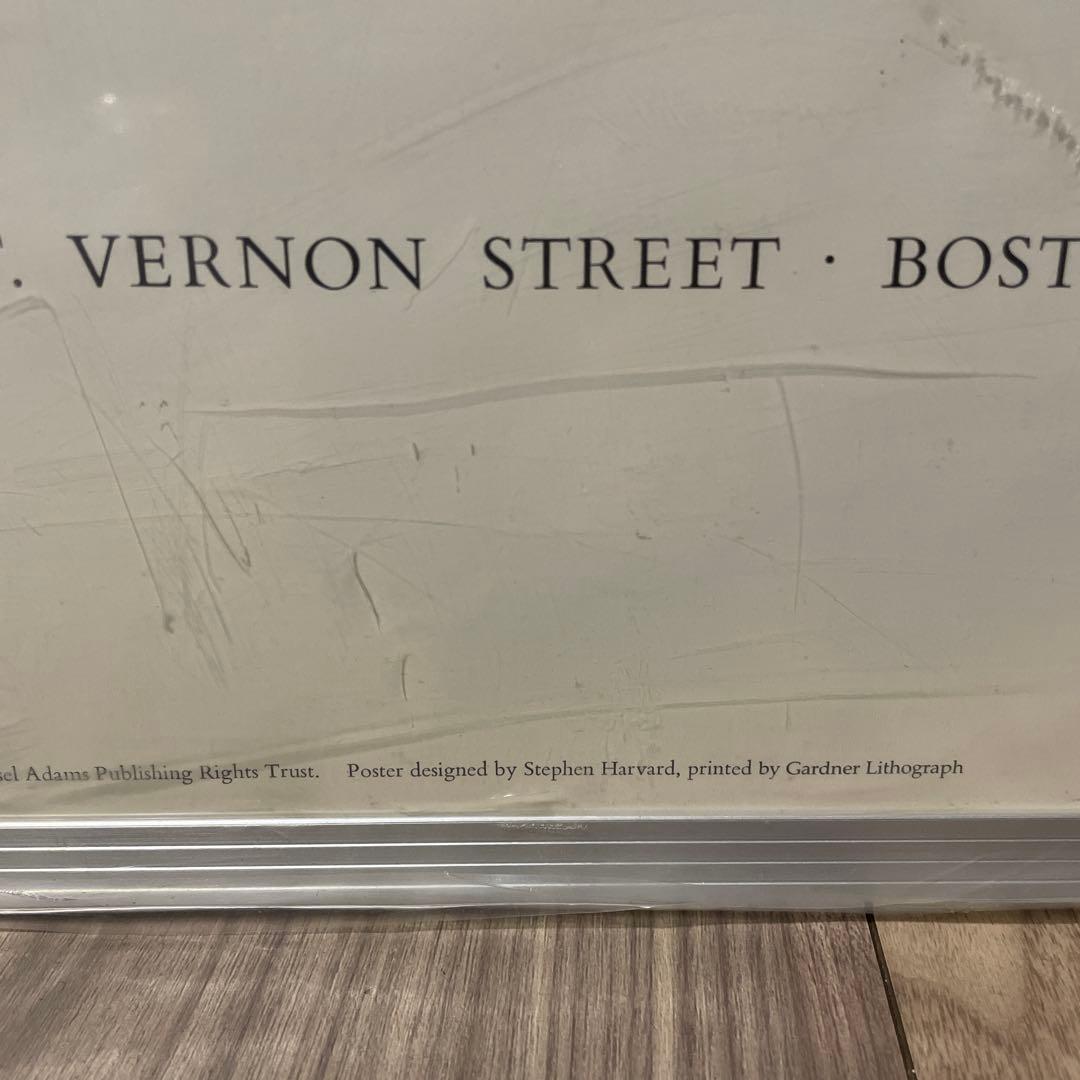 . VERNON STREET · BOST
sel Adams Publishing Rights Trust. Poster designed by Stephen Harvard, printed by Gardner Lithograph